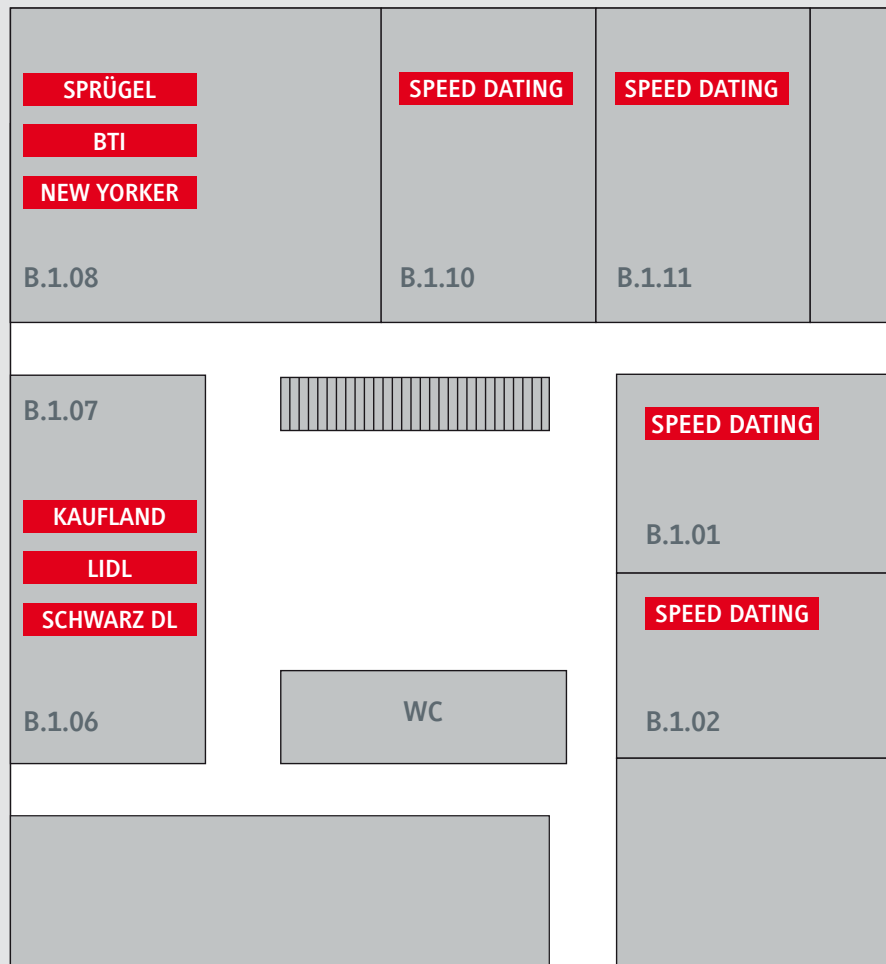 SPRÜGEL
BTI
NEW YORKER
B.1.08
SPEED DATING
B.1.10
SPEED DATING
B.1.11
B.1.07
KAUFLAND
LIDL
SCHWARZ DL
B.1.06
WC
SPEED DATING
B.1.01
SPEED DATING
B.1.02